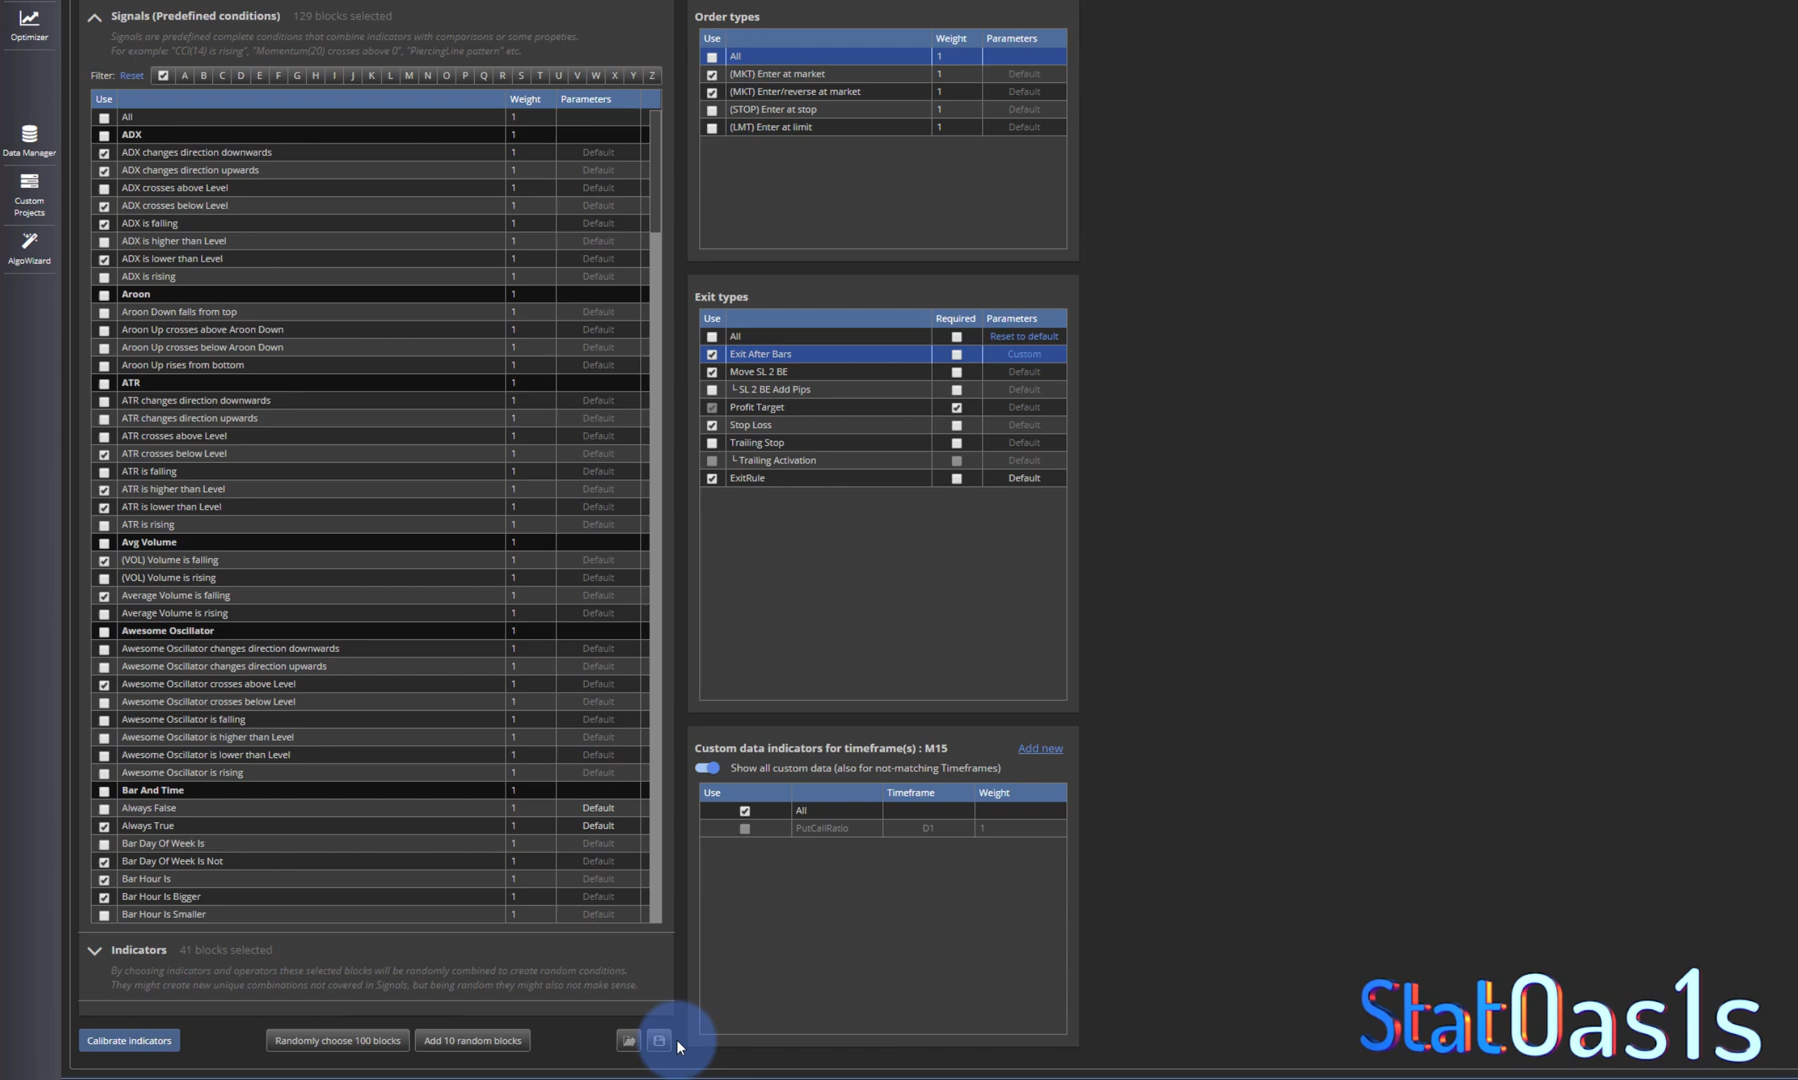 Optimizer
Data Manager
Custom
Projects
AlgoWizard
Signals (Predefined conditions) 129 blocks selected
Signals are predefined complete conditions that combine indicators with comparisons or some propeties.
For example: "CCI(14) is rising", "Momentum(20) crosses above 0", "PiercingLine pattern" etc.
Filter: Reset A B C D E F G H I J K L M N O P Q R S T U V W X Y Z
Use Weight Parameters
All 1
ADX 1
ADX changes direction downwards 1 Default
ADX changes direction upwards 1 Default
ADX crosses above Level 1 Default
ADX crosses below Level 1 Default
ADX is falling 1 Default
ADX is higher than Level 1 Default
ADX is lower than Level 1 Default
ADX is rising 1 Default
Aroon 1
Aroon Down falls from top 1 Default
Aroon Up crosses above Aroon Down 1 Default
Aroon Up crosses below Aroon Down 1 Default
Aroon Up rises from bottom 1 Default
ATR 1
ATR changes direction downwards 1 Default
ATR changes direction upwards 1 Default
ATR crosses above Level 1 Default
ATR crosses below Level 1 Default
ATR is falling 1 Default
ATR is higher than Level 1 Default
ATR is lower than Level 1 Default
ATR is rising 1 Default
Avg Volume 1
(VOL) Volume is falling 1 Default
(VOL) Volume is rising 1 Default
Average Volume is falling 1 Default
Average Volume is rising 1 Default
Awesome Oscillator 1
Awesome Oscillator changes direction downwards 1 Default
Awesome Oscillator changes direction upwards 1 Default
Awesome Oscillator crosses above Level 1 Default
Awesome Oscillator crosses below Level 1 Default
Awesome Oscillator is falling 1 Default
Awesome Oscillator is higher than Level 1 Default
Awesome Oscillator is lower than Level 1 Default
Awesome Oscillator is rising 1 Default
Bar And Time 1
Always False 1 Default
Always True 1 Default
Bar Day Of Week Is 1 Default
Bar Day Of Week Is Not 1 Default
Bar Hour Is 1 Default
Bar Hour Is Bigger 1 Default
Bar Hour Is Smaller 1 Default
Indicators 41 blocks selected
By choosing indicators and operators these selected blocks will be randomly combined to create random conditions.
They might create new unique combinations not covered in Signals, but being random they might also not make sense.
Calibrate indicators Randomly choose 100 blocks Add 10 random blocks
Order types
Use Weight Parameters
All 1
(MKT) Enter at market 1 Default
(MKT) Enter/reverse at market 1 Default
(STOP) Enter at stop 1 Default
(LMT) Enter at limit 1 Default
Exit types
Use Required Parameters
All Reset to default
Exit After Bars Custom
Move SL 2 BE Default
SL 2 BE Add Pips Default
Profit Target Default
Stop Loss Default
Trailing Stop Default
Trailing Activation Default
ExitRule Default
Custom data indicators for timeframe(s) : M15 Add new
Show all custom data (also for not-matching Timeframes)
Use Timeframe Weight
All
PutCallRatio D1 1
StatOas1s